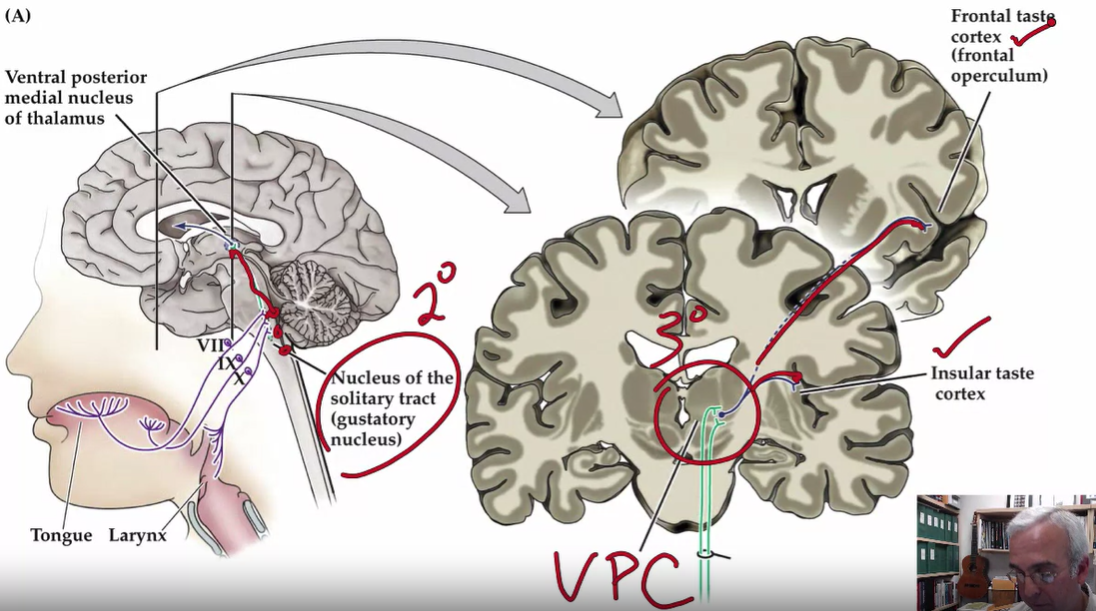 (A)
Ventral posterior
medial nucleus
of thalamus
Frontal taste
cortex
(frontal
operculum)
2°
VII
IX
X
Nucleus of the
solitary tract
(gustatory
nucleus)
3°
Insular taste
cortex
Tongue
Larynx
VPC